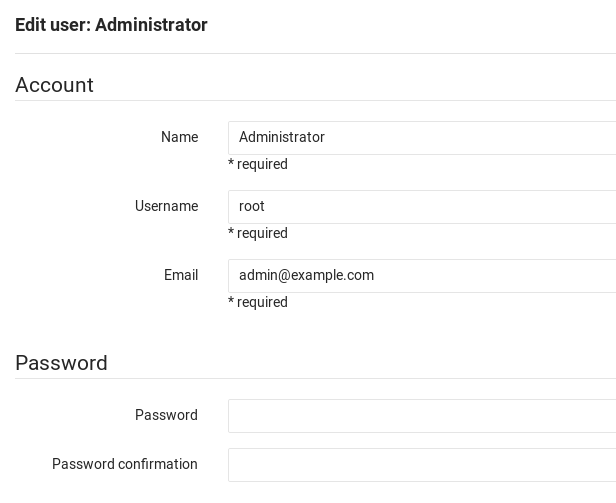 Edit user: Administrator
Account
Name
Administrator
* required
Username
root
* required
Email
admin@example.com
* required
Password
Password
Password confirmation